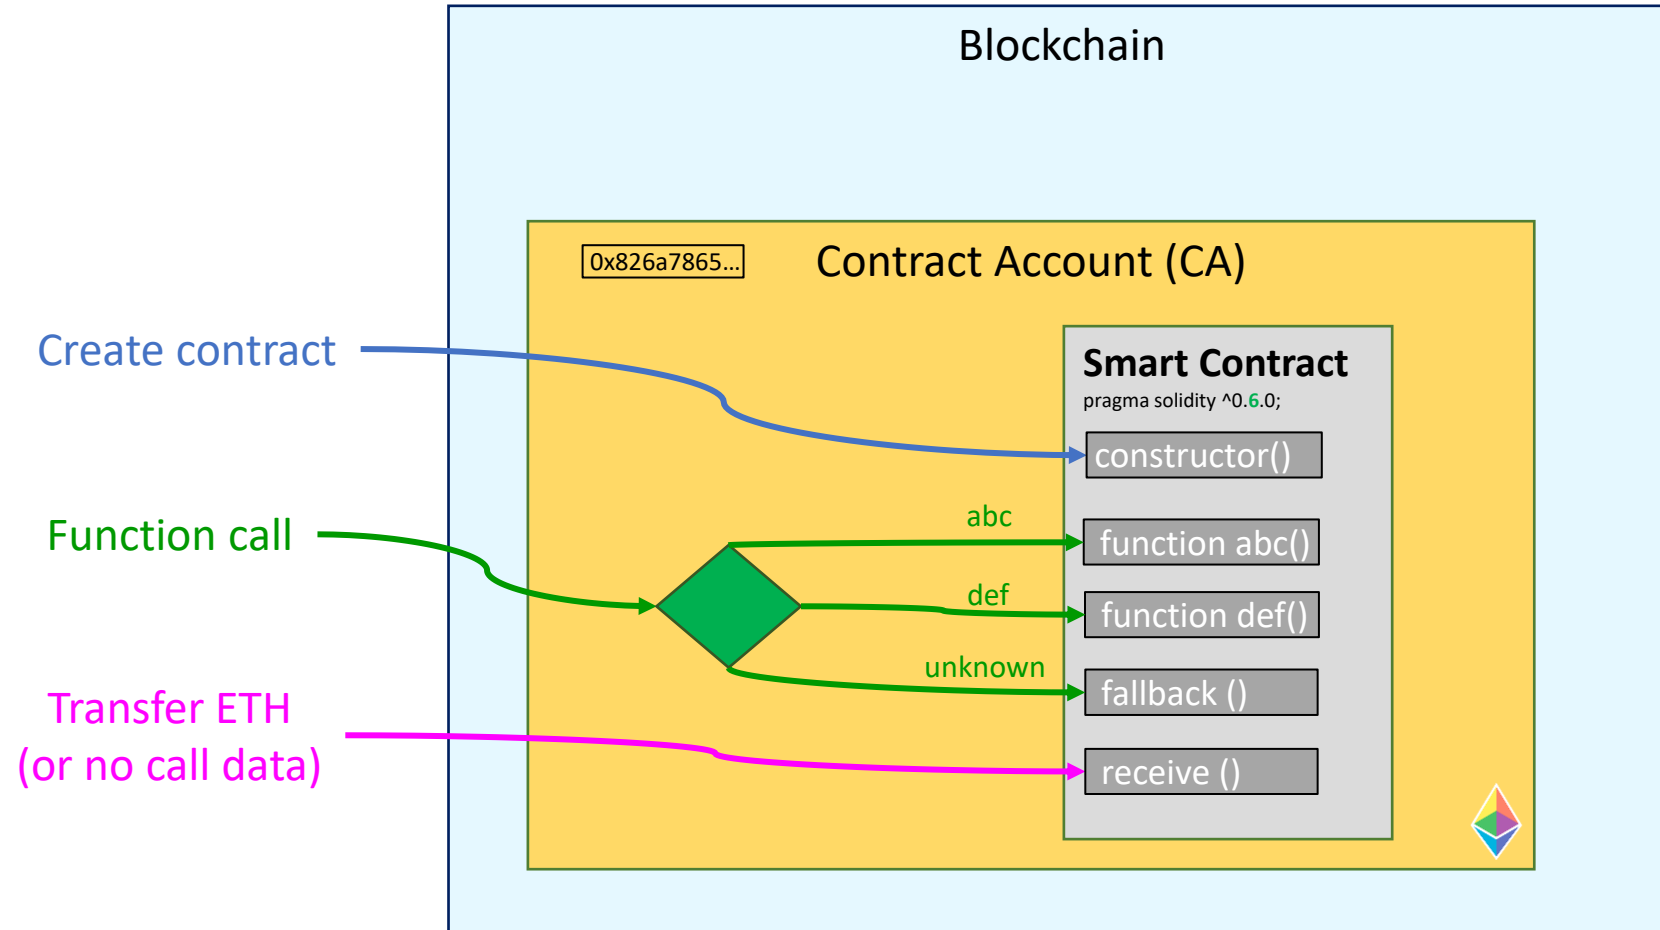 Blockchain
0x826a7865...
Contract Account (CA)
Create contract
Smart Contract
pragma solidity ^0.6.0;
constructor()
Function call
abc
function abc()
def
function def()
unknown
fallback ()
Transfer ETH
(or no call data)
receive ()